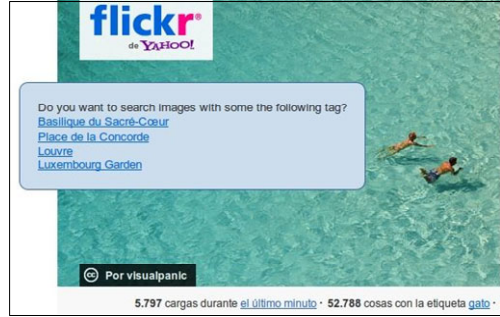 flickr
de YAHOO!
Do you want to search images with some the following tag?
Basilique du Sacré-Cœur
Place de la Concorde
Louvre
Luxembourg Garden
Por visualpanic
5.797 cargas durante el último minuto · 52.788 cosas con la etiqueta gato ·